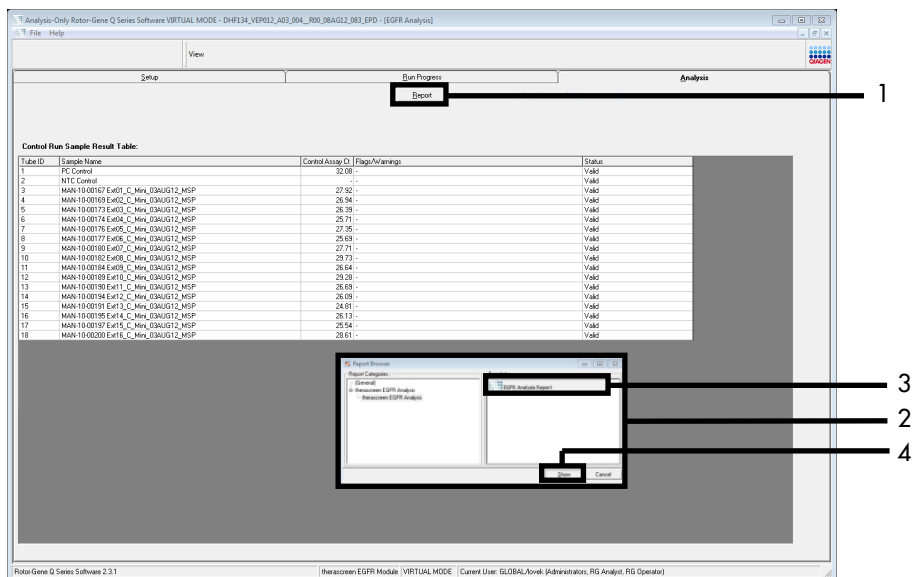 Analysis-Only Rotor-Gene Q Series Software VIRTUAL MODE - DHF134_VEP012_A03_004__R00_08AG12_083_EPD - [EGFR Analysis]
File Help
View
QIAGEN
Setup Run Progress Analysis
Report 1
Control Run Sample Result Table:
Tube ID Sample Name Control Assay Ct Flags/Warnings Status
1 PC Control 32.08 - Valid
2 NTC Control - - Valid
3 MAN-10-00167 Ext01_C_Mini_03AUG12_MSP 27.92 - Valid
4 MAN-10-00169 Ext02_C_Mini_03AUG12_MSP 26.94 - Valid
5 MAN-10-00173 Ext03_C_Mini_03AUG12_MSP 26.39 - Valid
6 MAN-10-00174 Ext04_C_Mini_03AUG12_MSP 25.71 - Valid
7 MAN-10-00176 Ext05_C_Mini_03AUG12_MSP 27.35 - Valid
8 MAN-10-00177 Ext06_C_Mini_03AUG12_MSP 25.69 - Valid
9 MAN-10-00180 Ext07_C_Mini_03AUG12_MSP 27.71 - Valid
10 MAN-10-00182 Ext08_C_Mini_03AUG12_MSP 29.73 - Valid
11 MAN-10-00184 Ext09_C_Mini_03AUG12_MSP 26.64 - Valid
12 MAN-10-00189 Ext10_C_Mini_03AUG12_MSP 29.28 - Valid
13 MAN-10-00190 Ext11_C_Mini_03AUG12_MSP 26.69 - Valid
14 MAN-10-00194 Ext12_C_Mini_03AUG12_MSP 26.09 - Valid
15 MAN-10-00191 Ext13_C_Mini_03AUG12_MSP 24.81 - Valid
16 MAN-10-00195 Ext14_C_Mini_03AUG12_MSP 26.13 - Valid
17 MAN-10-00197 Ext15_C_Mini_03AUG12_MSP 25.54 - Valid
18 MAN-10-00200 Ext16_C_Mini_03AUG12_MSP 28.61 - Valid
Report Browser
Report Categories
(General)
therascreen EGFR Analysis
therascreen EGFR Analysis
EGFR Analysis Report 3
2
4
Show Cancel
Rotor-Gene Q Series Software 2.3.1 therascreen EGFR Module VIRTUAL MODE Current User: GLOBAL/lovek (Administrators, RG Analyst, RG Operator)